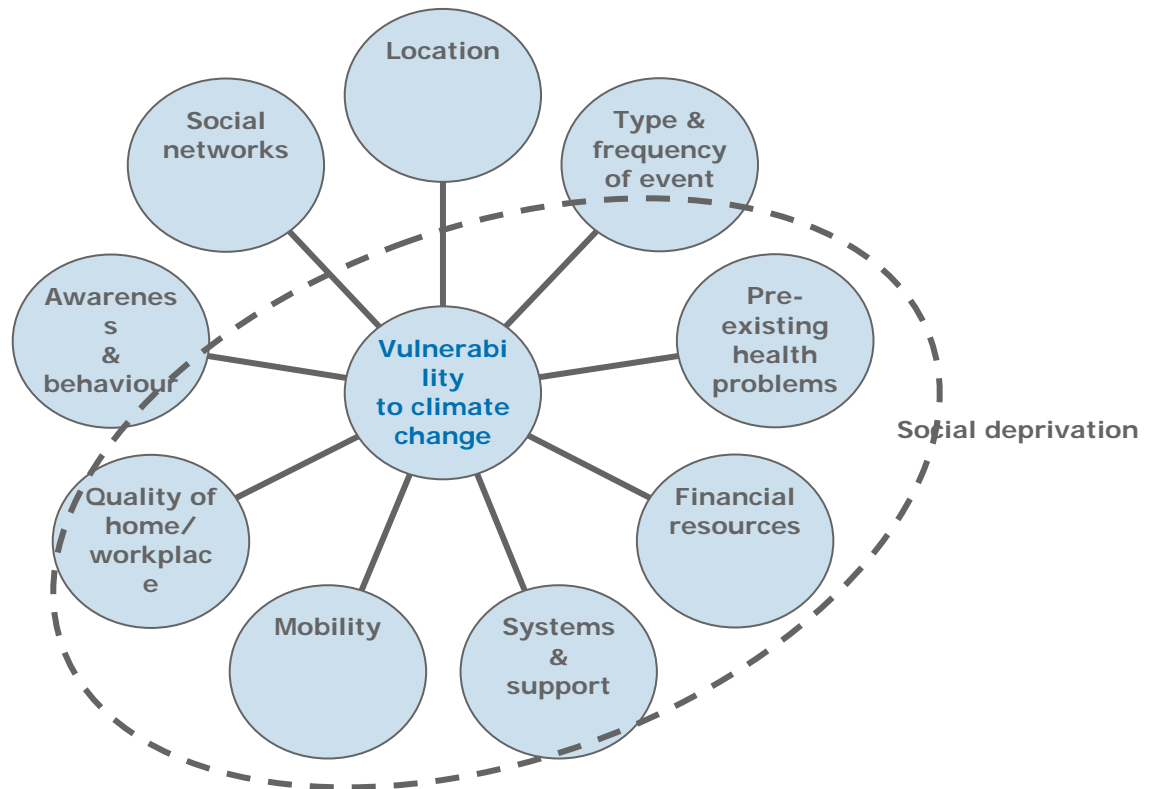 Location
Social
networks
Type &
frequency
of event
Awarenes
s
&
behaviour
Vulnerabi
lity
to climate
change
Pre-
existing
health
problems
Social deprivation
Quality of
home/
workplac
e
Financial
resources
Mobility
Systems
&
support